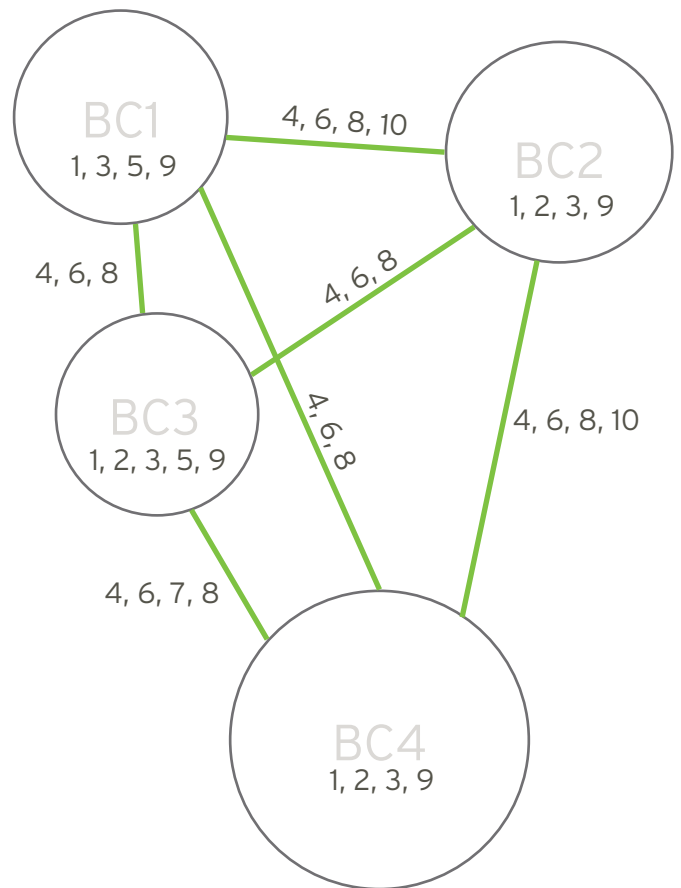 BC1
1, 3, 5, 9
4, 6, 8, 10
BC2
1, 2, 3, 9
4, 6, 8
4, 6, 8
BC3
1, 2, 3, 5, 9
4, 6, 8
4, 6, 8, 10
4, 6, 7, 8
BC4
1, 2, 3, 9